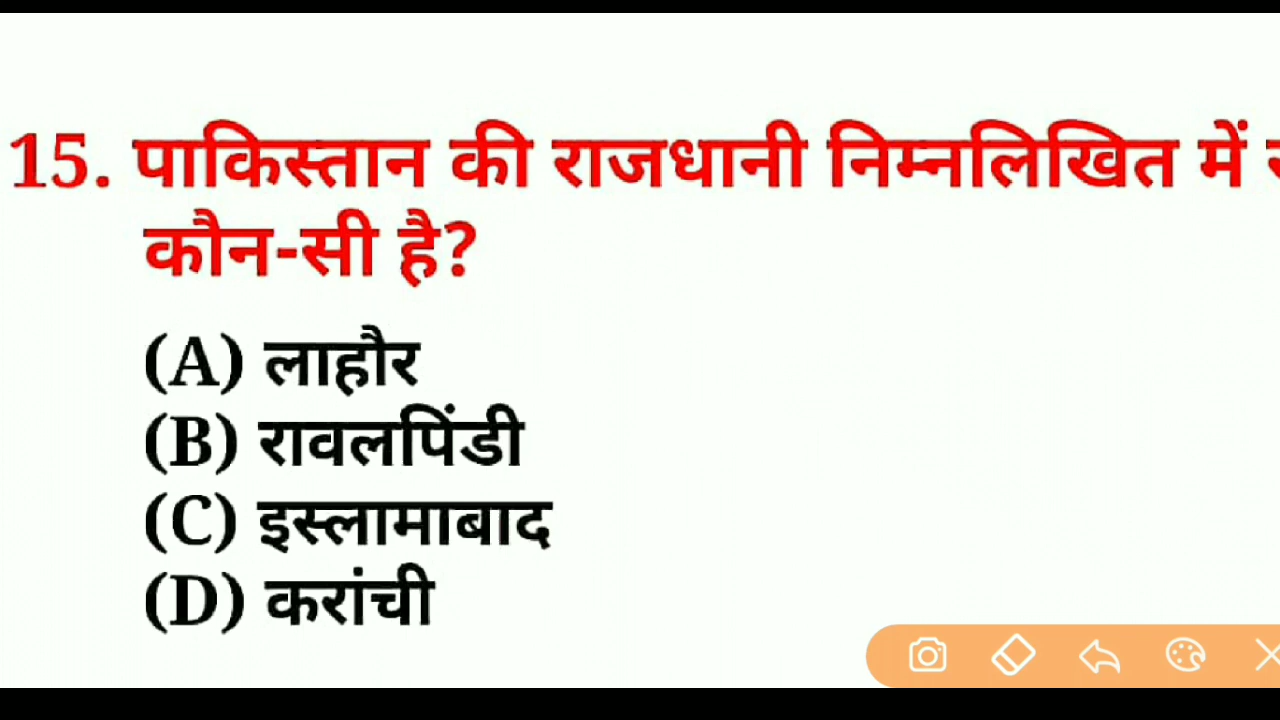 15. पाकिस्तान की राजधानी निम्नलिखित में
कौन-सी है?
(A) लाहौर
(B) रावलपिंडी
(C) इस्लामाबाद
(D) करांची